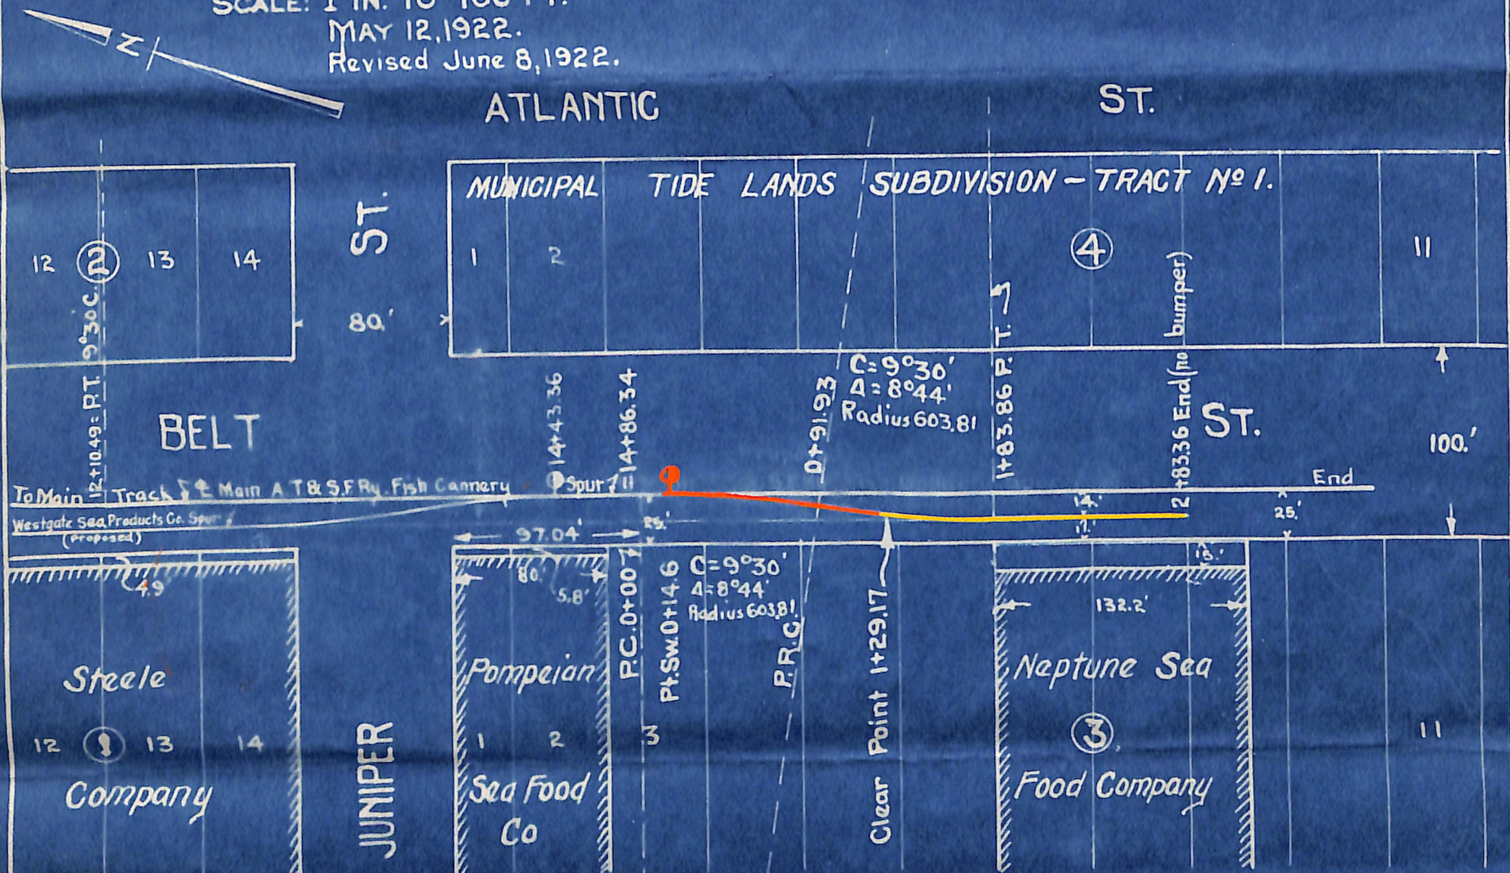 SCALE: 1 IN. TO 100 FT.
MAY 12, 1922.
Revised June 8, 1922.
N
ATLANTIC ST.
MUNICIPAL TIDE LANDS SUBDIVISION - TRACT Nº 1.
12 2 13 14
ST.
1 2
4
11
80.'
12+10.49 = P.T. 9°30' C.
14+43.36
14+86.34
0+91.93
C=9°30'
Δ=8°44'
Radius 603.81
1+83.86 P.T.
2+83.36 End (no bumper)
BELT ST.
100.'
To Main Track
₵ Main A T & S.F Ry. Fish Cannery
Spur
End
Westgate Sea Products Co. Spur
(proposed)
97.04'
25.'
14.'
17.'
25.'
15.'
4.9
80.'
5.8'
P.C. 0+00
Pt. Sw. 0+14.6
C=9°30'
Δ=8°44'
Radius 603.81
P.R.C.
Clear Point 1+29.17
132.2'
Steele
12 1 13 14
Company
JUNIPER
Pompeian
1 2 3
Sea Food
Co
Neptune Sea
3
Food Company
11